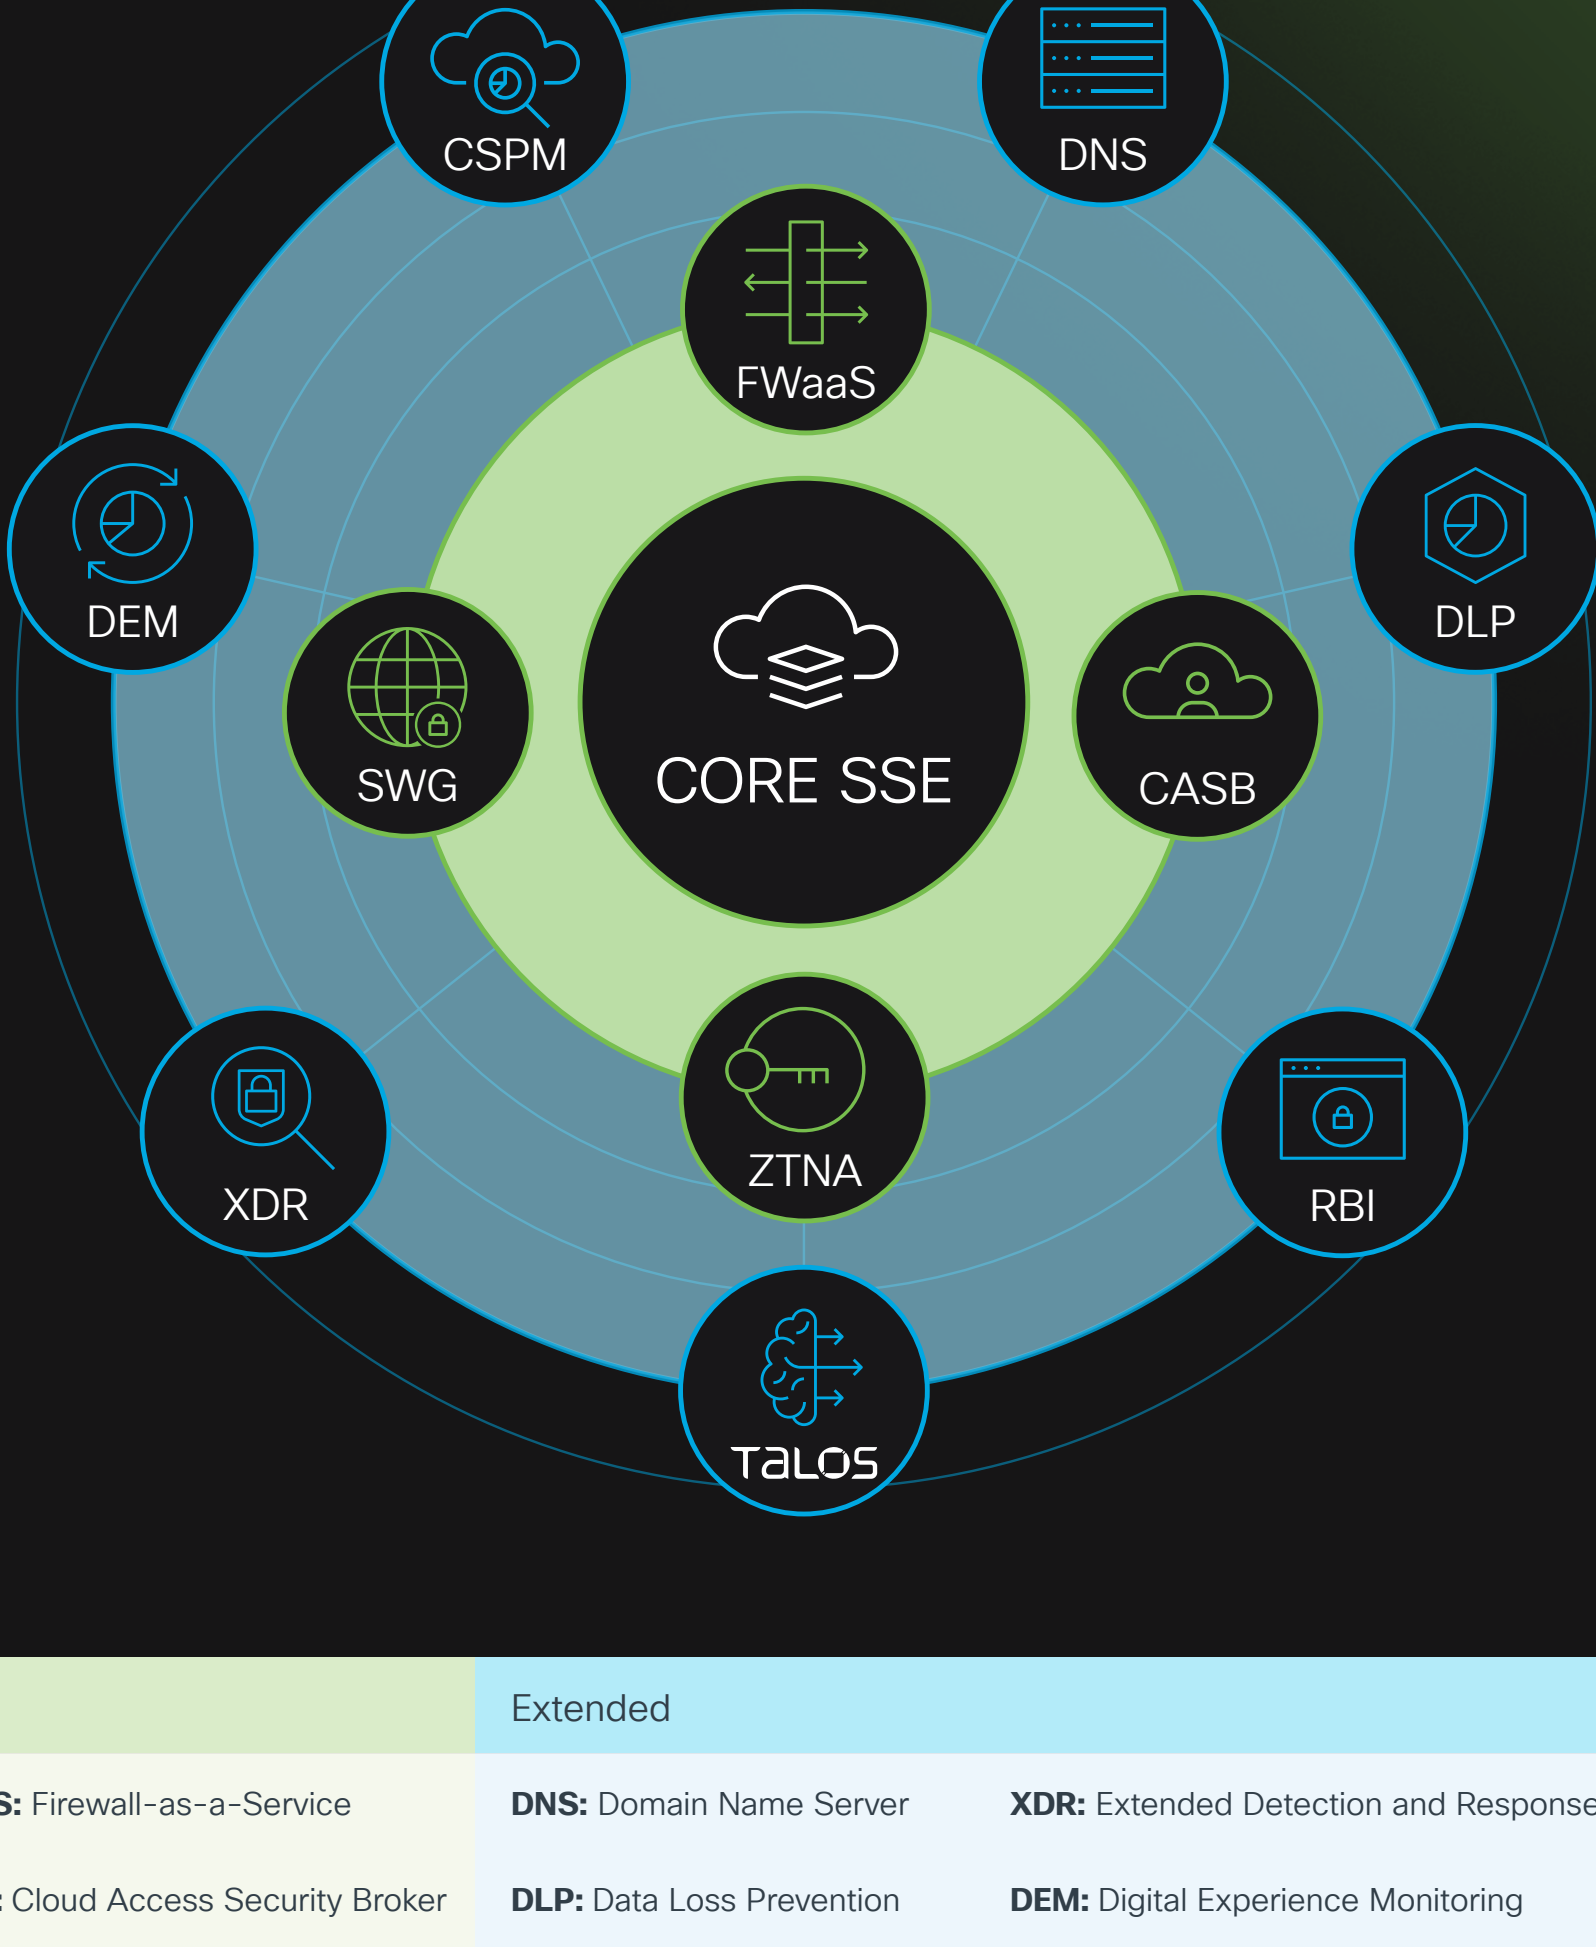 CSPM
DNS
FWaaS
DEM
DLP
SWG
CORE SSE
CASB
XDR
ZTNA
RBI
TALOS
Extended
S: Firewall-as-a-Service
DNS: Domain Name Server
XDR: Extended Detection and Response
: Cloud Access Security Broker
DLP: Data Loss Prevention
DEM: Digital Experience Monitoring